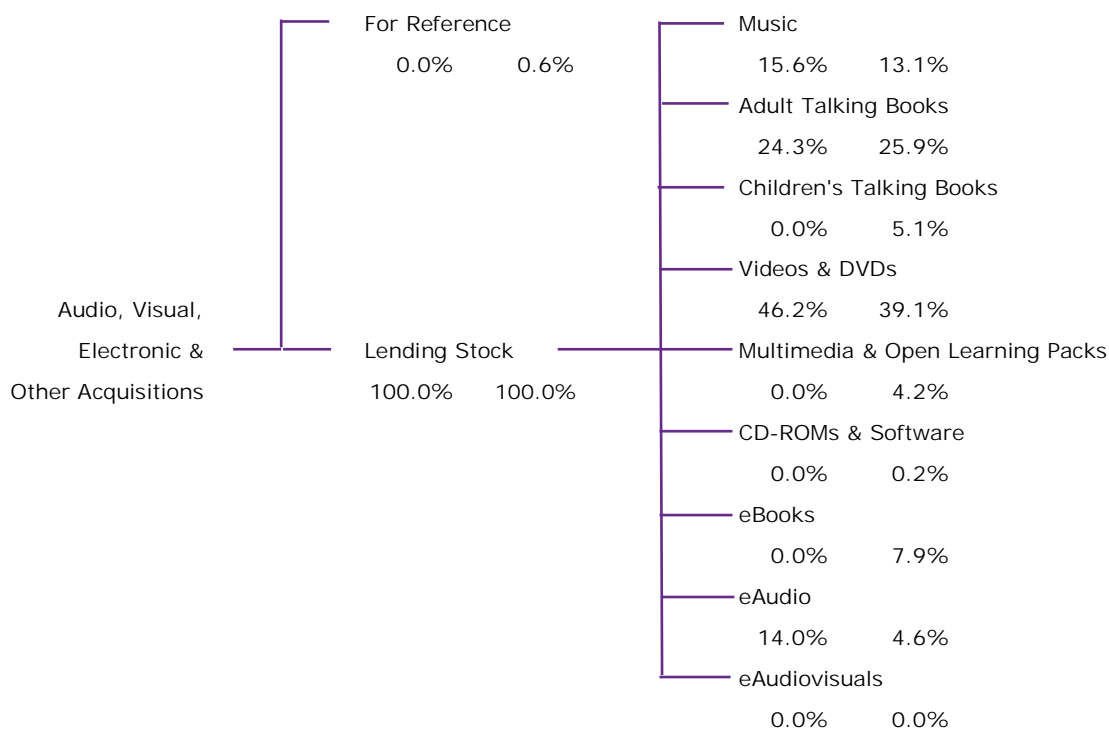 For Reference
0.0% 0.6%
Audio, Visual,
Electronic &
Other Acquisitions
Lending Stock
100.0% 100.0%
Music
15.6% 13.1%
Adult Talking Books
24.3% 25.9%
Children's Talking Books
0.0% 5.1%
Videos & DVDs
46.2% 39.1%
Multimedia & Open Learning Packs
0.0% 4.2%
CD-ROMs & Software
0.0% 0.2%
eBooks
0.0% 7.9%
eAudio
14.0% 4.6%
eAudiovisuals
0.0% 0.0%